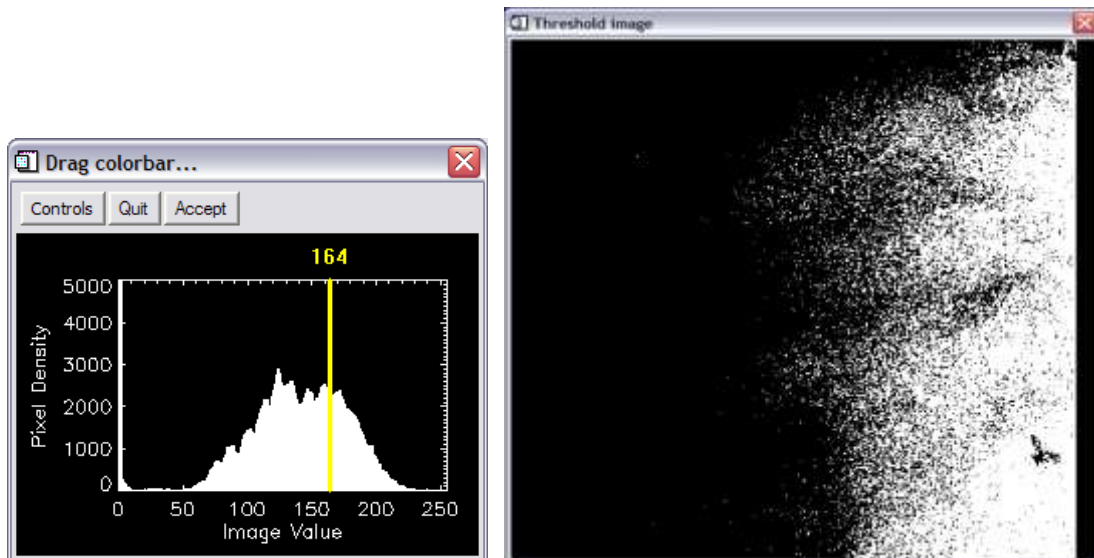 Threshold image
Drag colorbar...
Controls Quit Accept
164
5000
4000
3000
2000
1000
0
Pixel Density
0 50 100 150 200 250
Image Value